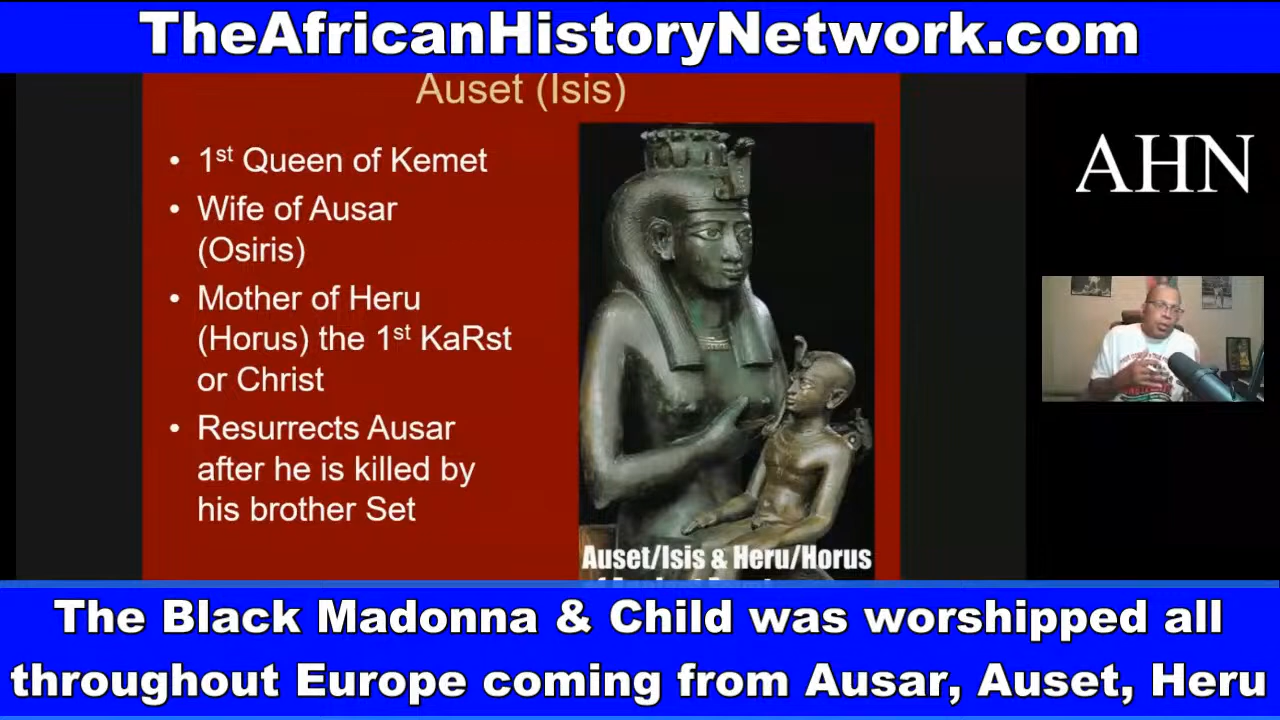 TheAfricanHistoryNetwork.com
Auset (Isis)
AHN
• 1st Queen of Kemet
• Wife of Ausar
(Osiris)
• Mother of Heru
(Horus) the 1st KaRst
or Christ
• Resurrects Ausar
after he is killed by
his brother Set
Auset/Isis & Heru/Horus
The Black Madonna & Child was worshipped all
throughout Europe coming from Ausar, Auset, Heru